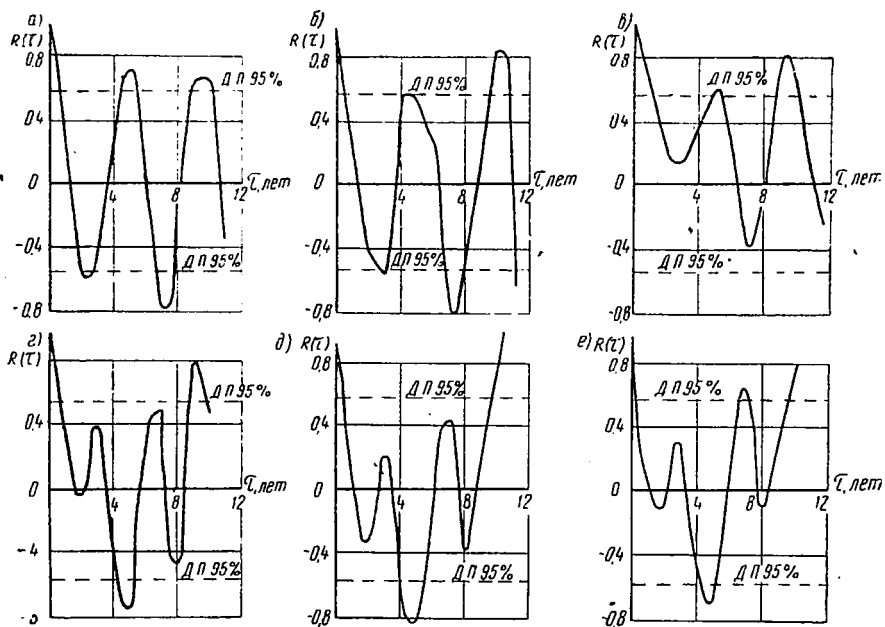 а) б) в)
R(τ) R(τ) R(τ)
0,8 0,8 0,8
ДП 95% ДП 95% ДП 95%
0,4 0,4 0,4
0 4 8 12 τ, лет 0 4 8 12 τ, лет 0 4 8 12 τ, лет
-0,4 -0,4 -0,4
ДП 95% ДП 95% ДП 95%
-0,8 -0,8 -0,8
г) д) е)
R(τ) R(τ) R(τ)
0,8 0,8
ДП 95% ДП 95% ДП 95%
0,4 0,4 0,4
0 4 8 12 τ, лет 0 4 8 12 τ, лет 0 4 8 12 τ, лет
-4 -0,4 -0,4
ДП 95% ДП 95% ДП 95%
-0,8 -0,8